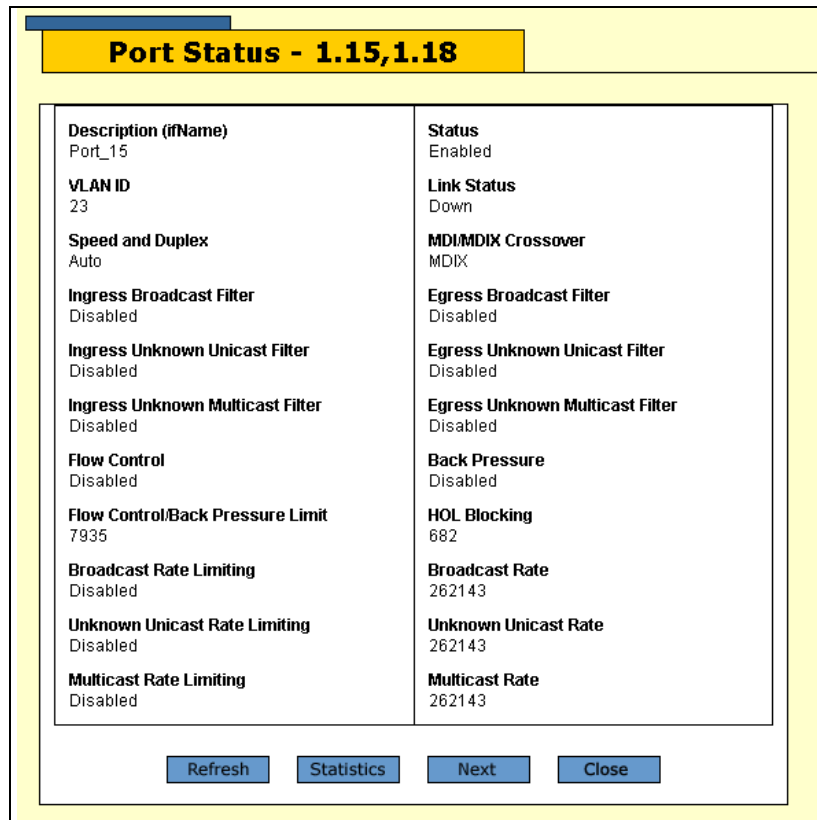 Port Status - 1.15,1.18
Description (ifName)
Port_15
Status
Enabled
VLAN ID
23
Link Status
Down
Speed and Duplex
Auto
MDI/MDIX Crossover
MDIX
Ingress Broadcast Filter
Disabled
Egress Broadcast Filter
Disabled
Ingress Unknown Unicast Filter
Disabled
Egress Unknown Unicast Filter
Disabled
Ingress Unknown Multicast Filter
Disabled
Egress Unknown Multicast Filter
Disabled
Flow Control
Disabled
Back Pressure
Disabled
Flow Control/Back Pressure Limit
7935
HOL Blocking
682
Broadcast Rate Limiting
Disabled
Broadcast Rate
262143
Unknown Unicast Rate Limiting
Disabled
Unknown Unicast Rate
262143
Multicast Rate Limiting
Disabled
Multicast Rate
262143
Refresh
Statistics
Next
Close